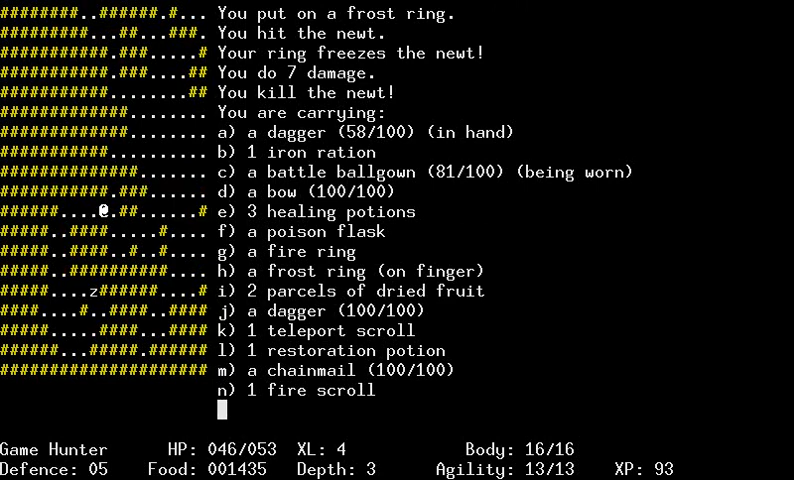 You put on a frost ring.
You hit the newt.
Your ring freezes the newt!
You do 7 damage.
You kill the newt!
You are carrying:
a) a dagger (58/100) (in hand)
b) 1 iron ration
c) a battle ballgown (81/100) (being worn)
d) a bow (100/100)
e) 3 healing potions
f) a poison flask
g) a fire ring
h) a frost ring (on finger)
i) 2 parcels of dried fruit
j) a dagger (100/100)
k) 1 teleport scroll
l) 1 restoration potion
m) a chainmail (100/100)
n) 1 fire scroll
Game Hunter HP: 046/053 XL: 4 Body: 16/16
Defence: 05 Food: 001435 Depth: 3 Agility: 13/13 XP: 93